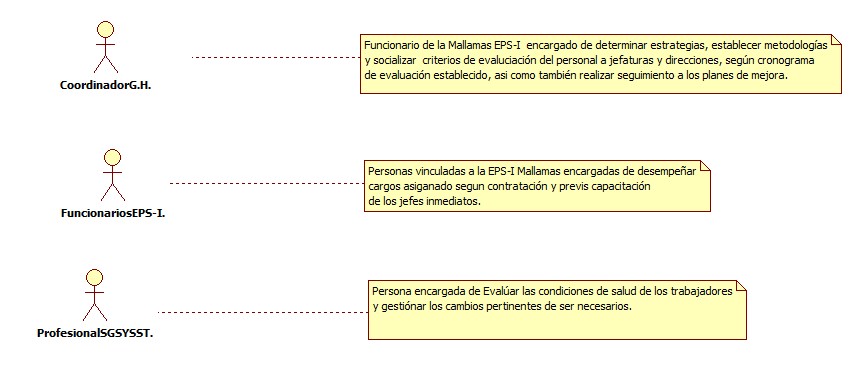 Funcionario de la Mallamas EPS-I encargado de determinar estrategias, establecer metodologías
y socializar criterios de evaluciación del personal a jefaturas y direcciones, según cronograma
de evaluación establecido, asi como también realizar seguimiento a los planes de mejora.
CoordinadorG.H.
Personas vinculadas a la EPS-I Mallamas encargadas de desempeñar
cargos asiganado segun contratación y previs capacitación
de los jefes inmediatos.
FuncionariosEPS-I.
Persona encargada de Evalúar las condiciones de salud de los trabajadores
y gestiónar los cambios pertinentes de ser necesarios.
ProfesionalSGSYSST.